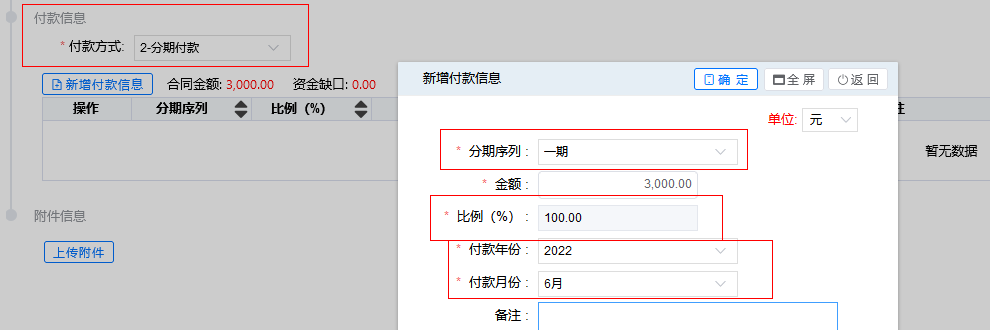 付款信息
* 付款方式: 2-分期付款
新增付款信息 合同金额: 3,000.00 资金缺口: 0.00
操作 分期序列 比例（%） 注
暂无数据
附件信息
上传附件
新增付款信息 确 定 全 屏 返 回
单位: 元
* 分期序列 : 一期
* 金额 : 3,000.00
* 比例（%） : 100.00
* 付款年份 : 2022
* 付款月份 : 6月
备注 :